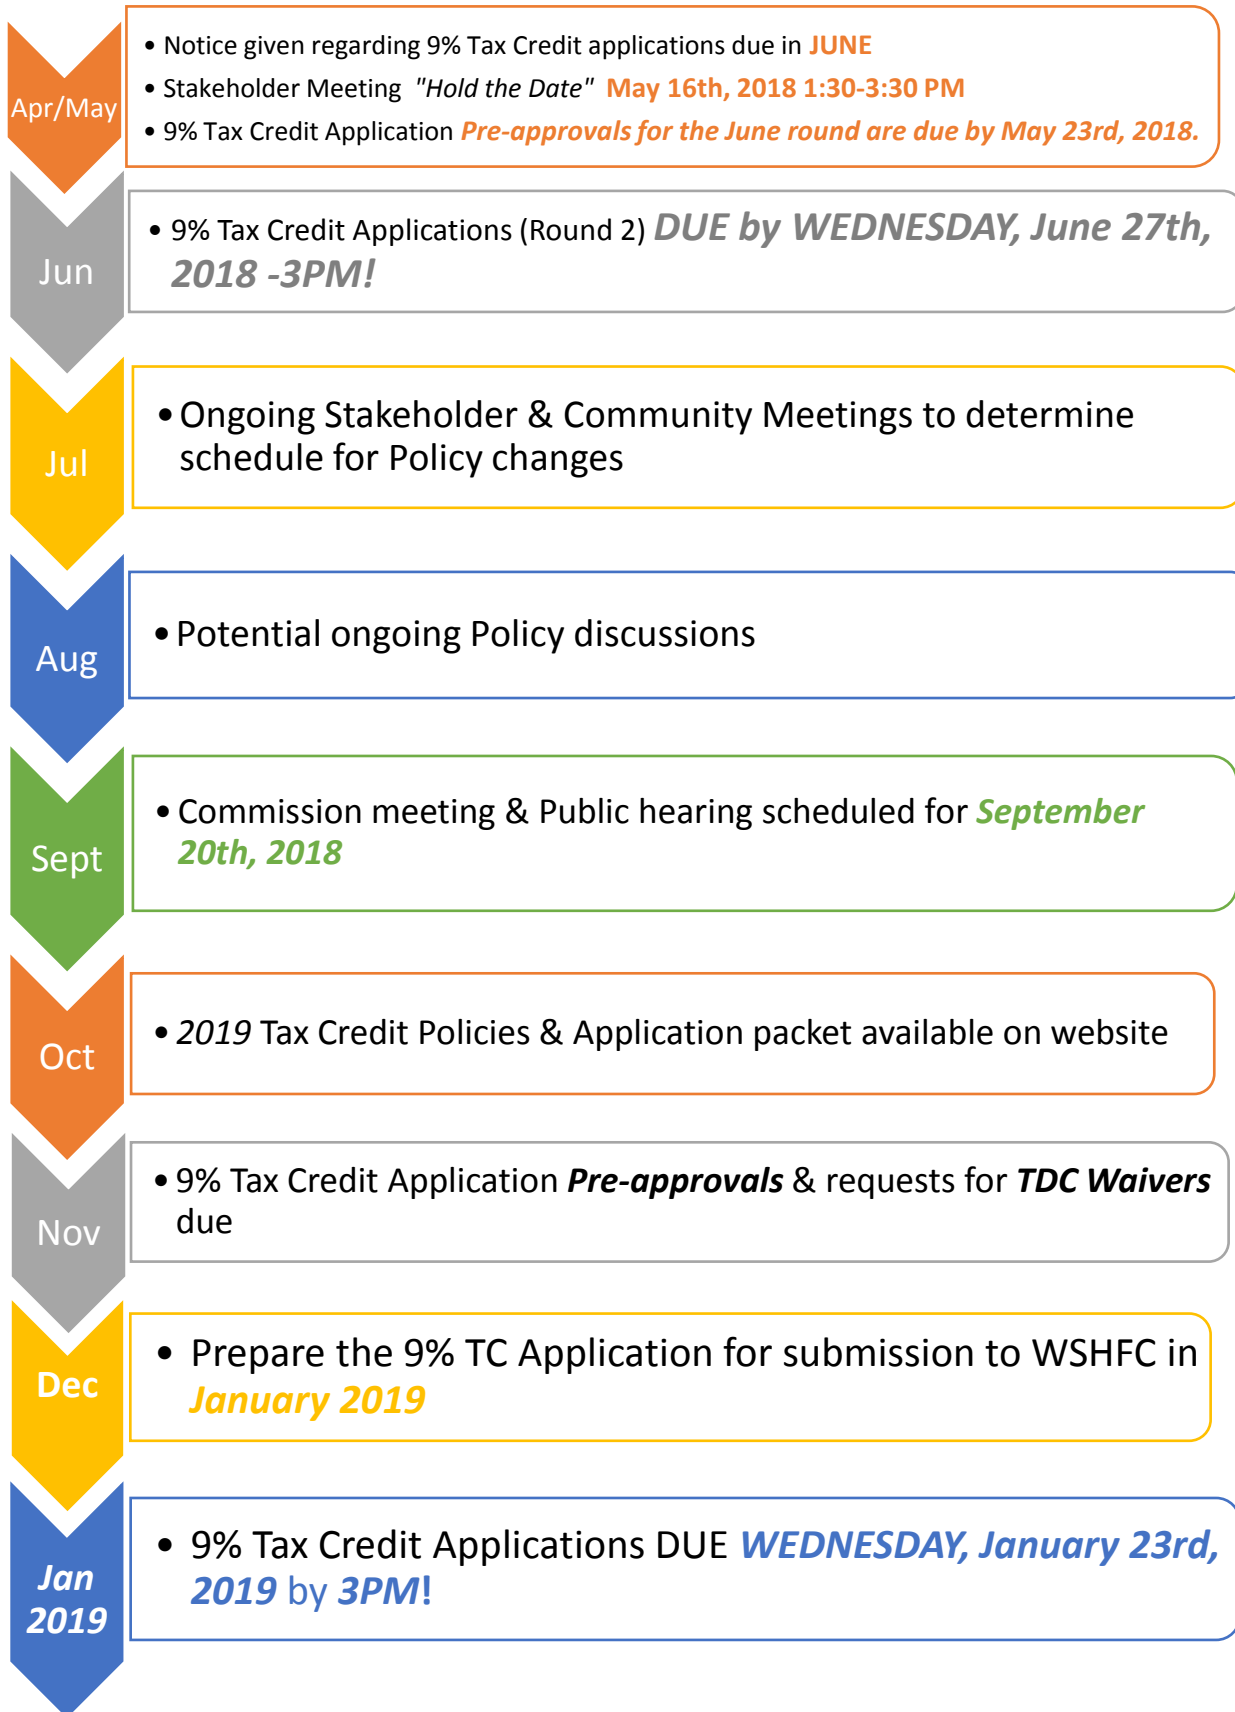 Apr/May
• Notice given regarding 9% Tax Credit applications due in JUNE
• Stakeholder Meeting "Hold the Date" May 16th, 2018 1:30-3:30 PM
• 9% Tax Credit Application Pre-approvals for the June round are due by May 23rd, 2018.
Jun
• 9% Tax Credit Applications (Round 2) DUE by WEDNESDAY, June 27th,
2018 -3PM!
Jul
• Ongoing Stakeholder & Community Meetings to determine
schedule for Policy changes
Aug
• Potential ongoing Policy discussions
Sept
• Commission meeting & Public hearing scheduled for September
20th, 2018
Oct
• 2019 Tax Credit Policies & Application packet available on website
Nov
• 9% Tax Credit Application Pre-approvals & requests for TDC Waivers
due
Dec
• Prepare the 9% TC Application for submission to WSHFC in
January 2019
Jan
2019
• 9% Tax Credit Applications DUE WEDNESDAY, January 23rd,
2019 by 3PM!